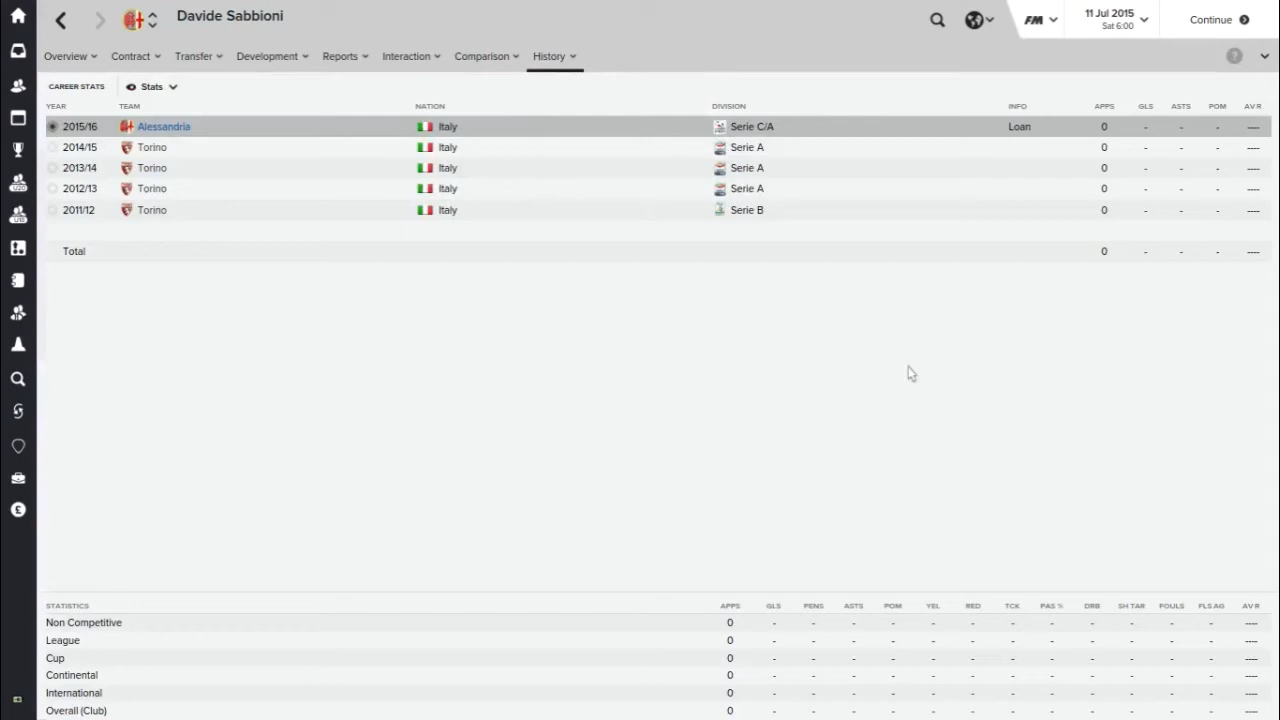 Davide Sabbioni
FM
11 Jul 2015
Sat 6:00
Continue
Overview Contract Transfer Development Reports Interaction Comparison History ?
CAREER STATS Stats
YEAR TEAM NATION DIVISION INFO APPS GLS ASTS POM AV R
2015/16 Alessandria Italy Serie C/A Loan 0 - - - ----
2014/15 Torino Italy Serie A 0 - - - ----
2013/14 Torino Italy Serie A 0 - - - ----
2012/13 Torino Italy Serie A 0 - - - ----
2011/12 Torino Italy Serie B 0 - - - ----
Total 0 - - - ----
STATISTICS APPS GLS PENS ASTS POM YEL RED TCK PAS % DRB SH TAR FOULS FLS AG AV R
Non Competitive 0 - - - - - - - - - - - - ----
League 0 - - - - - - - - - - - - ----
Cup 0 - - - - - - - - - - - - ----
Continental 0 - - - - - - - - - - - - ----
International 0 - - - - - - - - - - - - ----
Overall (Club) 0 - - - - - - - - - - - - ----